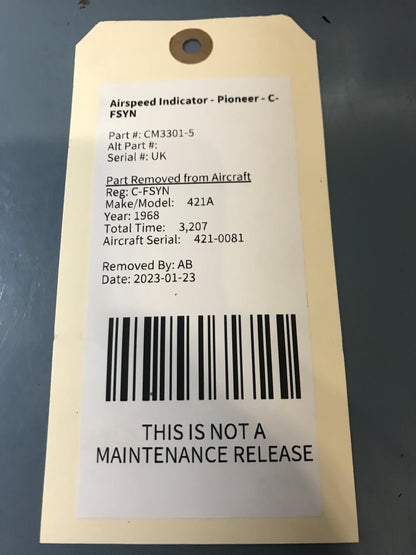 Airspeed Indicator - Pioneer - C-
FSYN
Part #: CM3301-5
Alt Part #:
Serial #: UK
Part Removed from Aircraft
Reg: C-FSYN
Make/Model: 421A
Year: 1968
Total Time: 3,207
Aircraft Serial: 421-0081
Removed By: AB
Date: 2023-01-23
THIS IS NOT A
MAINTENANCE RELEASE